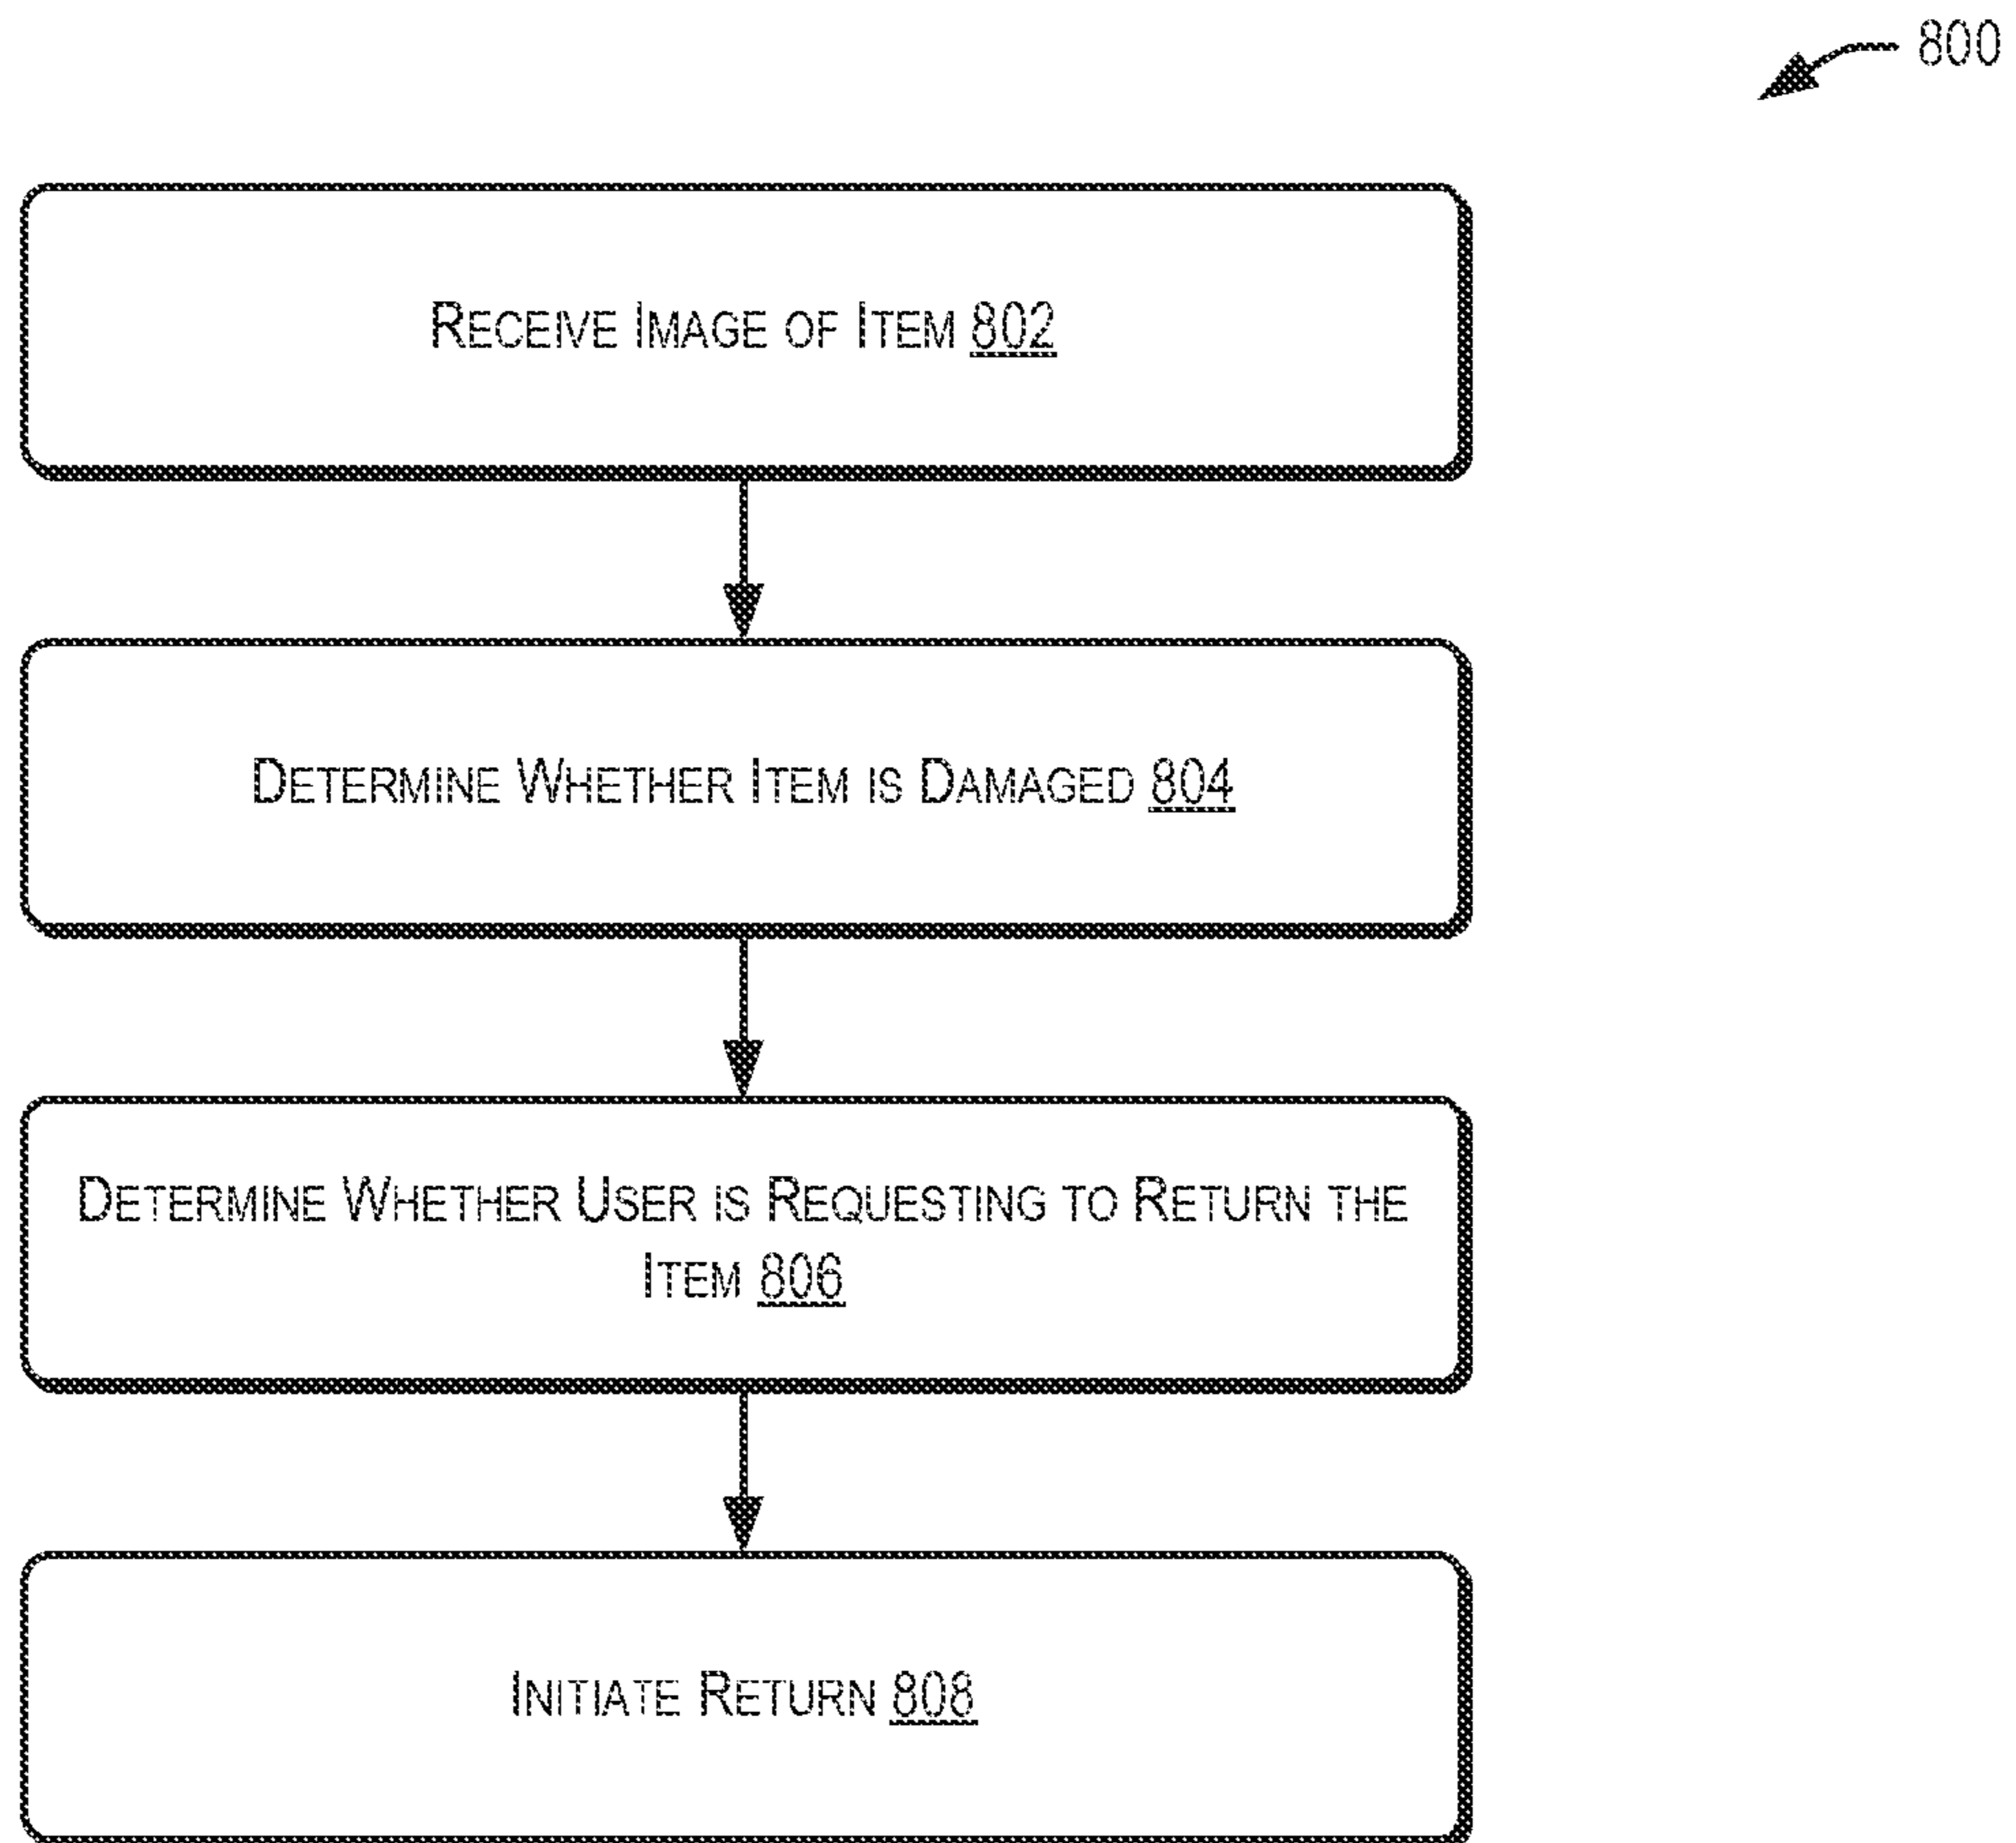 800
Receive Image of Item 802
Determine Whether Item is Damaged 804
Determine Whether User is Requesting to Return the
Item 806
Initiate Return 808